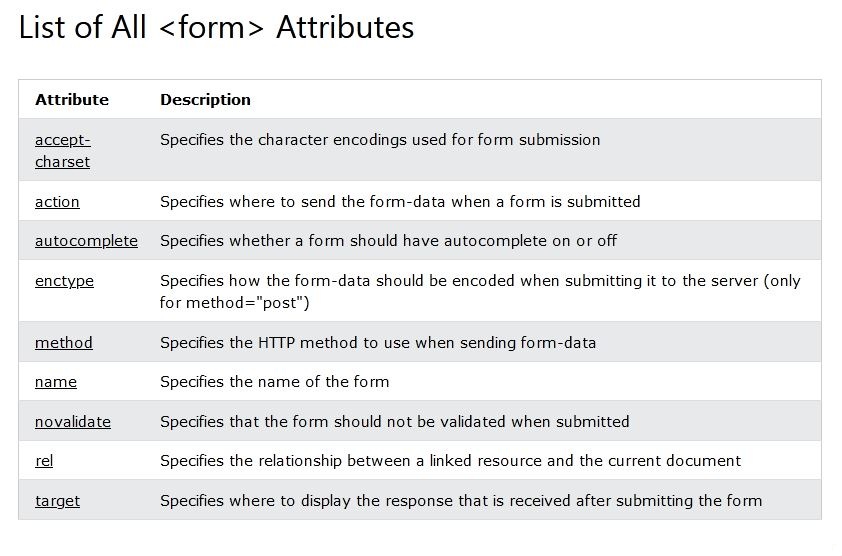 List of All <form> Attributes
Attribute Description
accept-
charset Specifies the character encodings used for form submission
action Specifies where to send the form-data when a form is submitted
autocomplete Specifies whether a form should have autocomplete on or off
enctype Specifies how the form-data should be encoded when submitting it to the server (only
for method="post")
method Specifies the HTTP method to use when sending form-data
name Specifies the name of the form
novalidate Specifies that the form should not be validated when submitted
rel Specifies the relationship between a linked resource and the current document
target Specifies where to display the response that is received after submitting the form